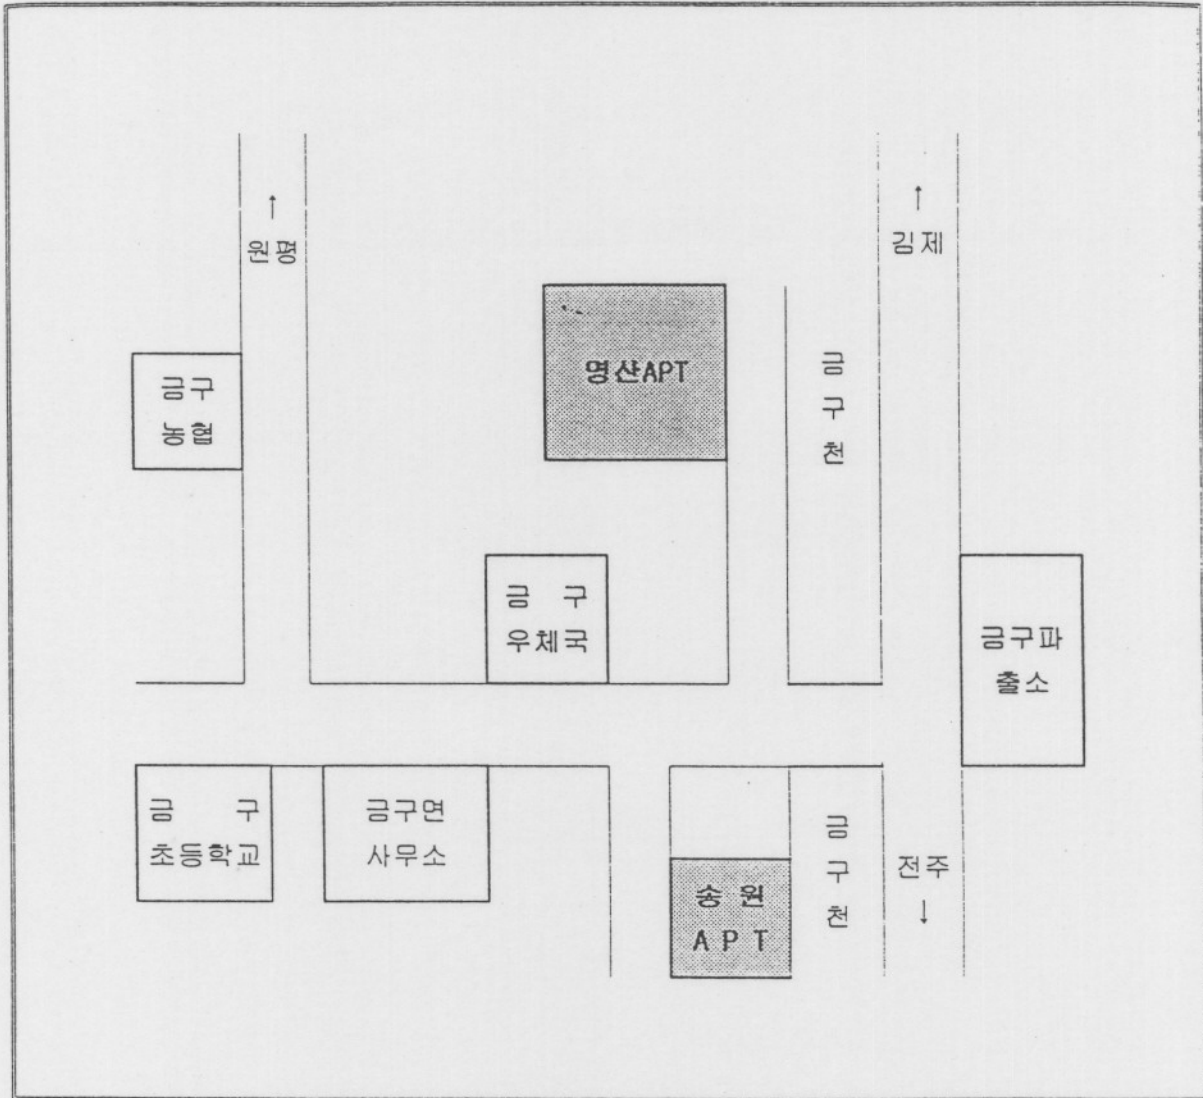 ↑
원평
↑
김제
명산APT
금구
농협
금
구
천
금 구
우체국
금구파
출소
금 구
초등학교
금구면
사무소
송 원
A P T
금
구
천
전주
↓